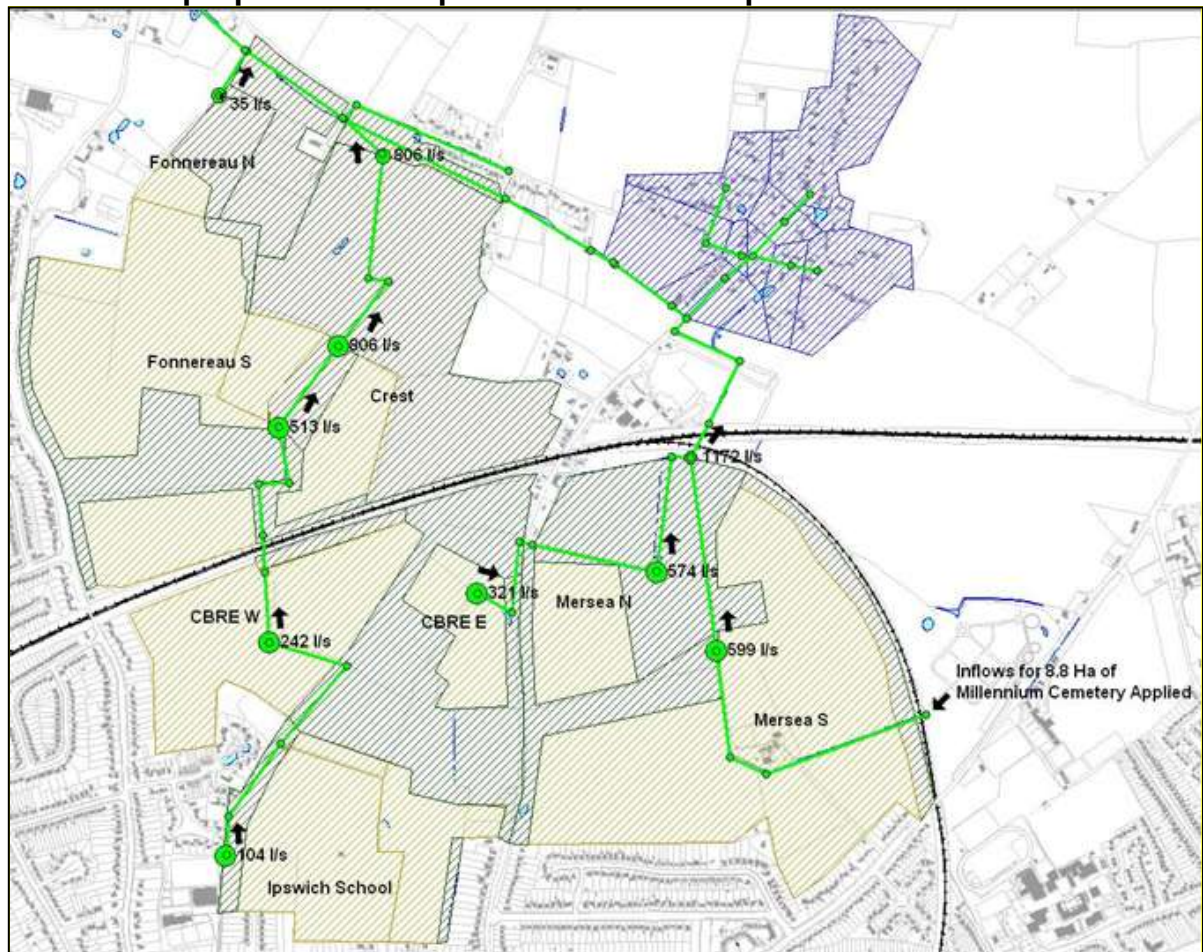 35 l/s
Fonnereau N
806 l/s
Fonnereau S
806 l/s
Crest
513 l/s
1172 l/s
CBRE W
242 l/s
CBRE E
321 l/s
Mersea N
574 l/s
599 l/s
Inflows for 8.8 Ha of
Millennium Cemetery Applied
Mersea S
104 l/s
Ipswich School